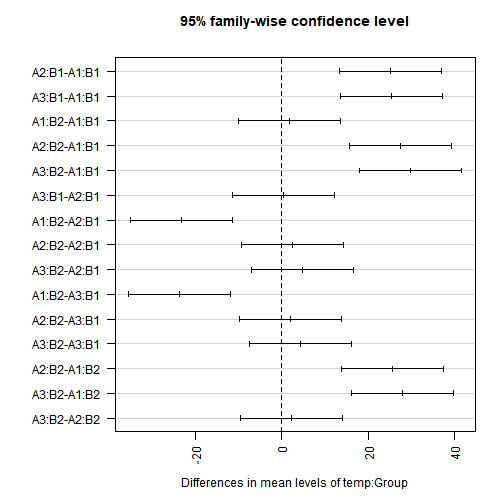 95% family-wise confidence level
A2:B1-A1:B1
A3:B1-A1:B1
A1:B2-A1:B1
A2:B2-A1:B1
A3:B2-A1:B1
A3:B1-A2:B1
A1:B2-A2:B1
A2:B2-A2:B1
A3:B2-A2:B1
A1:B2-A3:B1
A2:B2-A3:B1
A3:B2-A3:B1
A2:B2-A1:B2
A3:B2-A1:B2
A3:B2-A2:B2
-20 0 20 40
Differences in mean levels of temp:Group